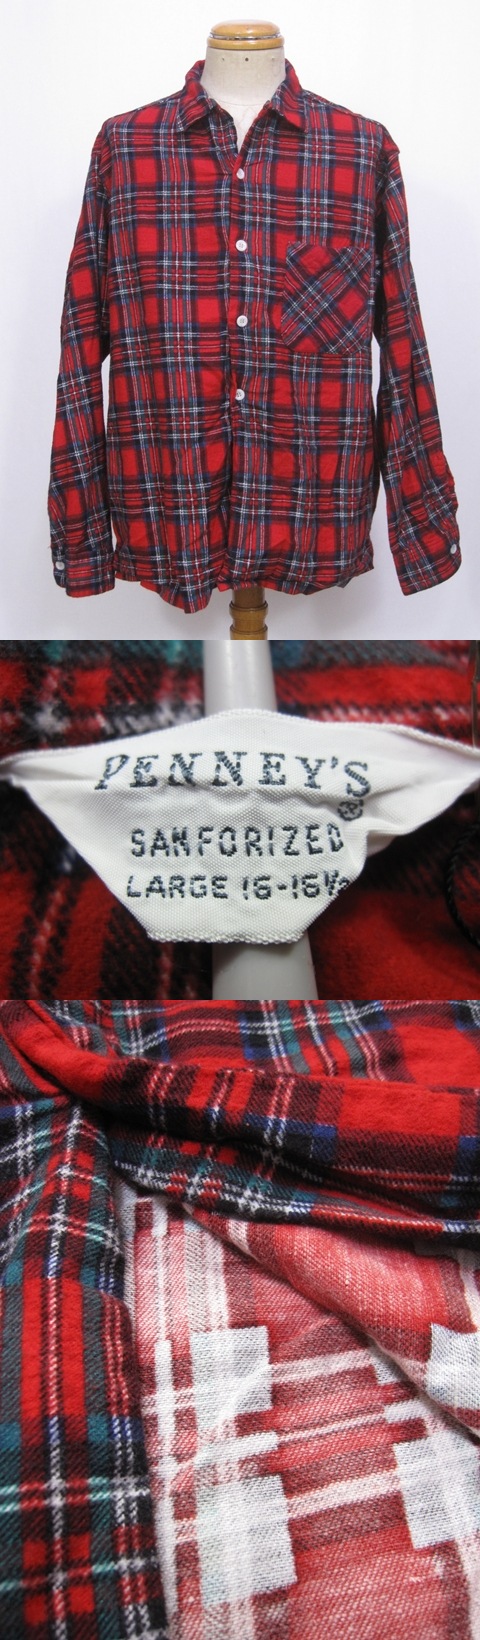 PENNEY'S
®
SANFORIZED
LARGE 16-16½